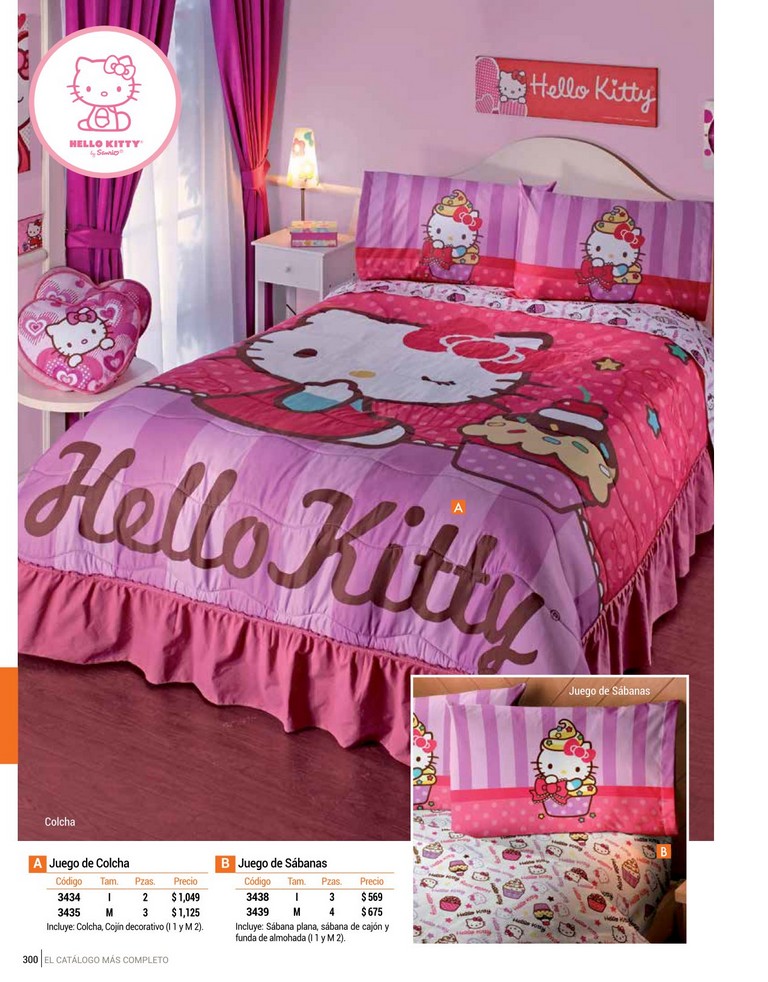 HELLO KITTY
by Sanrio®
Hello Kitty
Hello Kitty®
A
Juego de Sábanas
Colcha
B
A Juego de Colcha
Código Tam. Pzas. Precio
3434 I 2 $1,049
3435 M 3 $1,125
Incluye: Colcha, Cojín decorativo (I 1 y M 2).
B Juego de Sábanas
Código Tam. Pzas. Precio
3438 I 3 $569
3439 M 4 $675
Incluye: Sábana plana, sábana de cajón y
funda de almohada (I 1 y M 2).
300 EL CATÁLOGO MÁS COMPLETO